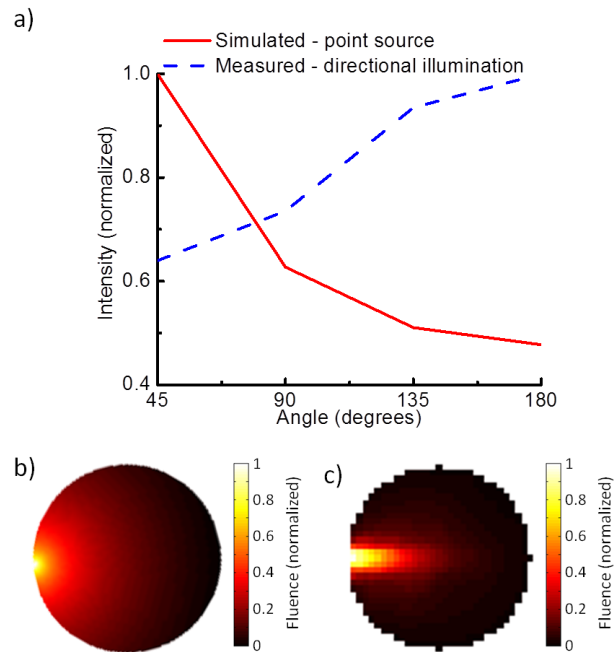 a)
Simulated - point source
Measured - directional illumination
1.0
0.8
0.6
0.4
Intensity (normalized)
45
90
135
180
Angle (degrees)
b)
1
0.8
0.6
0.4
0.2
0
Fluence (normalized)
c)
1
0.8
0.6
0.4
0.2
0
Fluence (normalized)